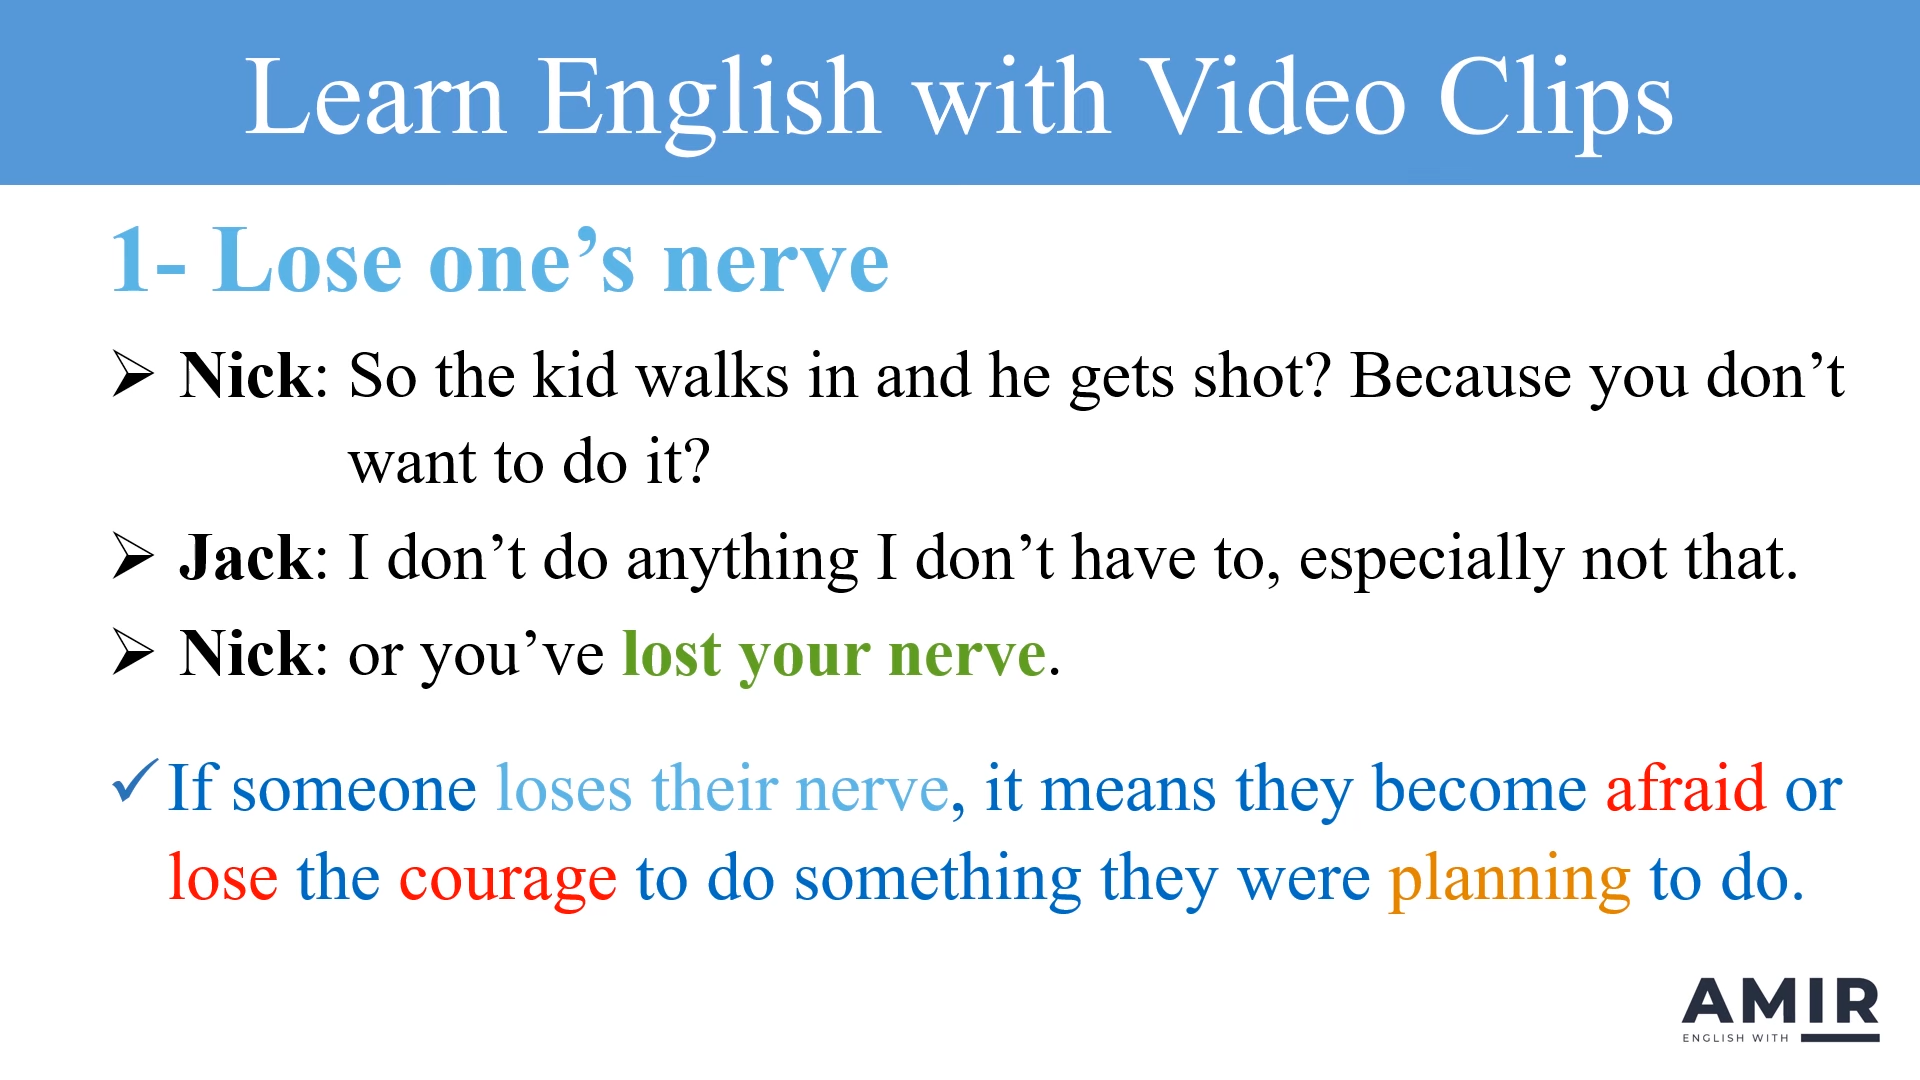 Learn English with Video Clips
1- Lose one’s nerve
➢ Nick: So the kid walks in and he gets shot? Because you don’t
want to do it?
➢ Jack: I don’t do anything I don’t have to, especially not that.
➢ Nick: or you’ve lost your nerve.
✓ If someone loses their nerve, it means they become afraid or
lose the courage to do something they were planning to do.
AMIR
ENGLISH WITH